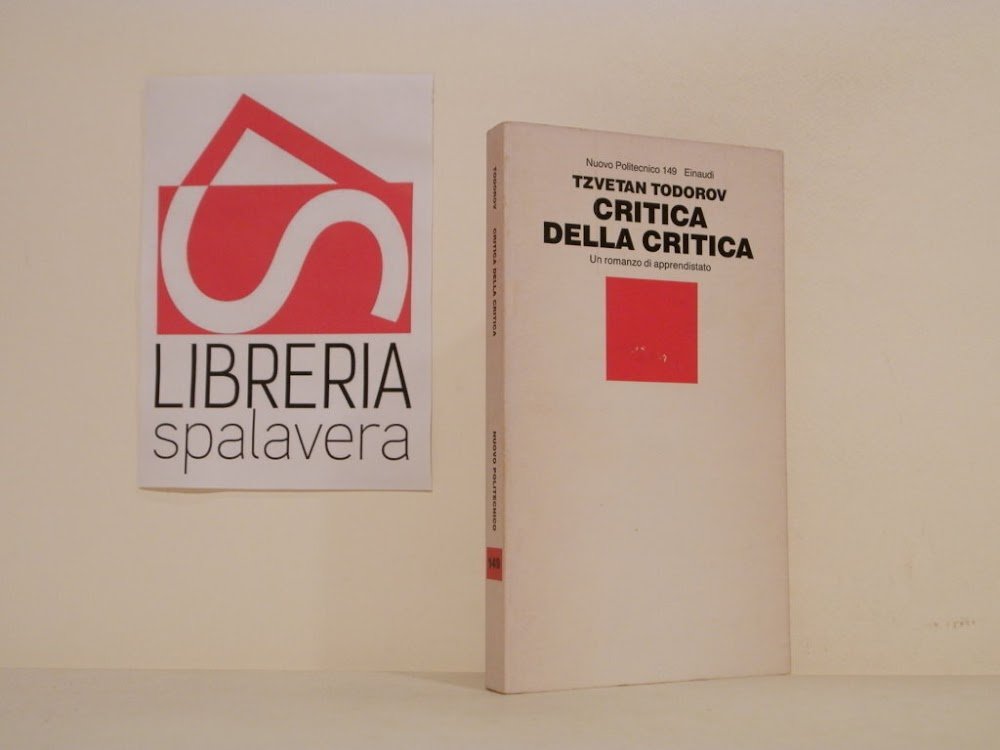 LIBRERIA
spalavera
Nuovo Politecnico 149 Einaudi
TZVETAN TODOROV
CRITICA
DELLA CRITICA
Un romanzo di apprendistato
TODOROV CRITICA DELLA CRITICA NUOVO POLITECNICO 149